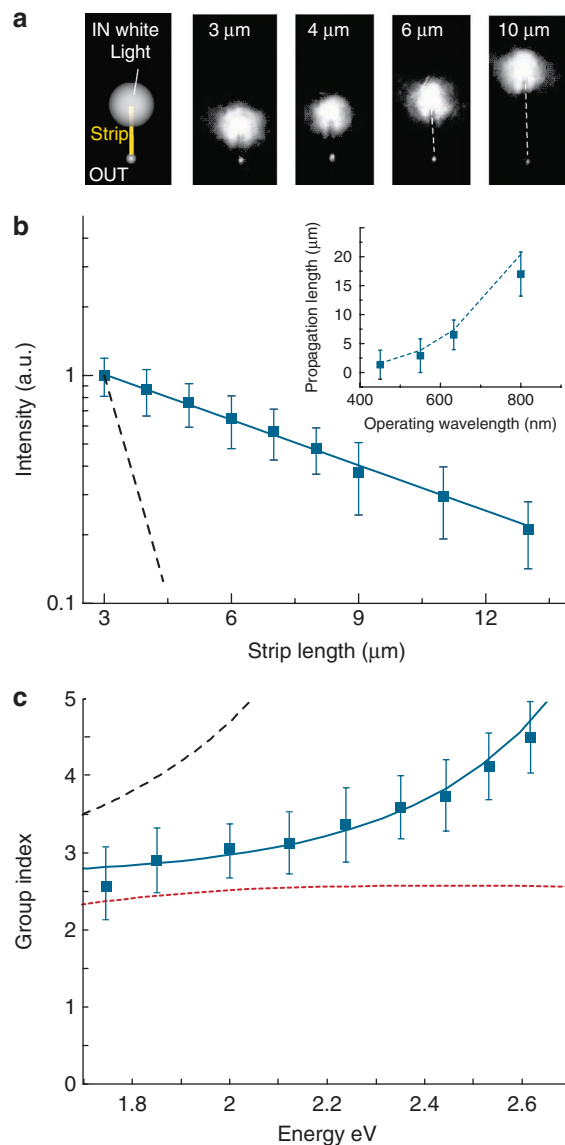 a
IN white
Light
Strip
OUT
3 μm
4 μm
6 μm
10 μm
b
1
0.1
Intensity (a.u.)
3
6
9
12
Strip length (μm)
20
15
10
5
0
Propagation length (μm)
400
600
800
Operating wavelength (nm)
c
5
4
3
2
1
0
Group index
1.8
2
2.2
2.4
2.6
Energy eV